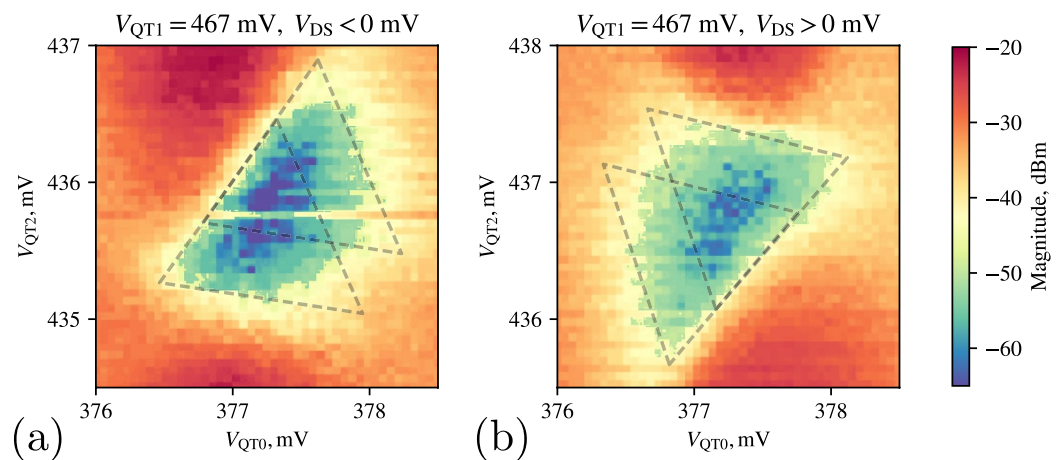 V_QT1 = 467 mV, V_DS < 0 mV
437
436
435
V_QT2, mV
376
377
378
V_QT0, mV
(a)
V_QT1 = 467 mV, V_DS > 0 mV
438
437
436
V_QT2, mV
376
377
378
V_QT0, mV
(b)
−20
−30
−40
−50
−60
Magnitude, dBm